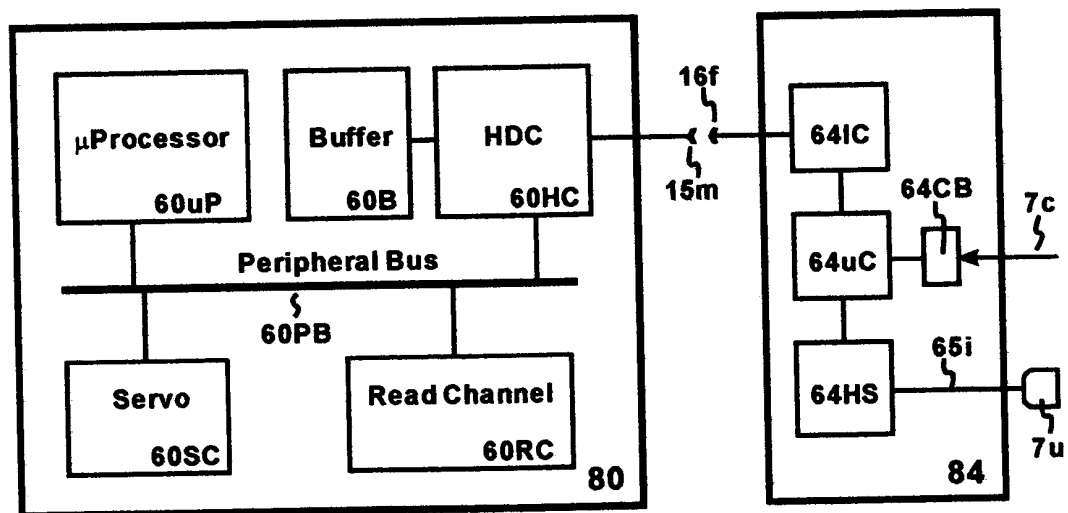 μProcessor
60uP
Buffer
60B
HDC
60HC
Peripheral Bus
60PB
Servo
60SC
Read Channel
60RC
80
16f
15m
64IC
64CB
7c
64uC
65i
64HS
7u
84